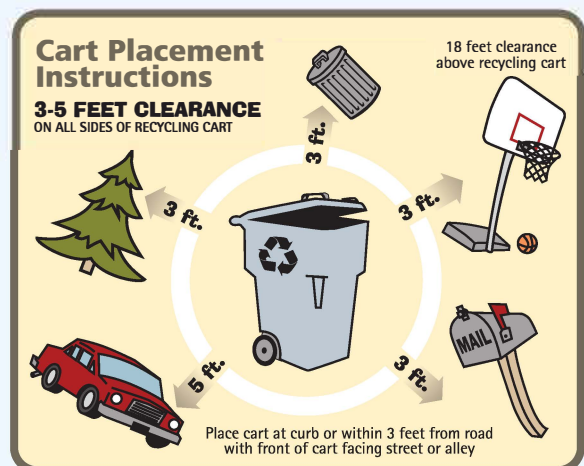 Cart Placement
Instructions
3-5 FEET CLEARANCE
ON ALL SIDES OF RECYCLING CART
18 feet clearance
above recycling cart
3 ft.
3 ft.
3 ft.
5 ft.
3 ft.
MAIL
Place cart at curb or within 3 feet from road
with front of cart facing street or alley